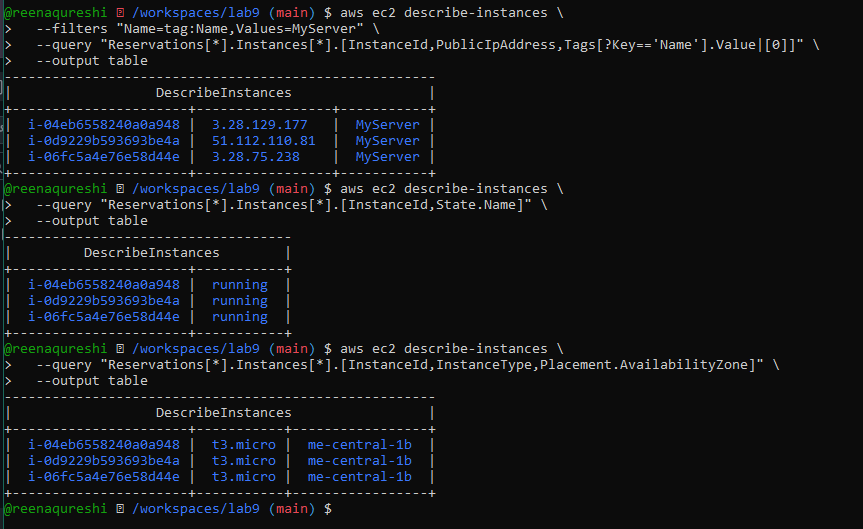 @reenaqureshi /workspaces/lab9 (main) $ aws ec2 describe-instances \
>   --filters "Name=tag:Name,Values=MyServer" \
>   --query "Reservations[*].Instances[*].[InstanceId,PublicIpAddress,Tags[?Key=='Name'].Value|[0]]" \
>   --output table
------------------------------------------------------
|                  DescribeInstances                 |
+----------------------+-----------------+-----------+
|  i-04eb6558240a0a948 |  3.28.129.177   |  MyServer |
|  i-0d9229b593693be4a |  51.112.110.81  |  MyServer |
|  i-06fc5a4e76e58d44e |  3.28.75.238    |  MyServer |
+----------------------+-----------------+-----------+
@reenaqureshi /workspaces/lab9 (main) $ aws ec2 describe-instances \
>   --query "Reservations[*].Instances[*].[InstanceId,State.Name]" \
>   --output table
------------------------------------
|         DescribeInstances        |
+----------------------+-----------+
|  i-04eb6558240a0a948 |  running  |
|  i-0d9229b593693be4a |  running  |
|  i-06fc5a4e76e58d44e |  running  |
+----------------------+-----------+
@reenaqureshi /workspaces/lab9 (main) $ aws ec2 describe-instances \
>   --query "Reservations[*].Instances[*].[InstanceId,InstanceType,Placement.AvailabilityZone]" \
>   --output table
------------------------------------------------------
|                  DescribeInstances                 |
+----------------------+-----------+-----------------+
|  i-04eb6558240a0a948 |  t3.micro |  me-central-1b  |
|  i-0d9229b593693be4a |  t3.micro |  me-central-1b  |
|  i-06fc5a4e76e58d44e |  t3.micro |  me-central-1b  |
+----------------------+-----------+-----------------+
@reenaqureshi /workspaces/lab9 (main) $